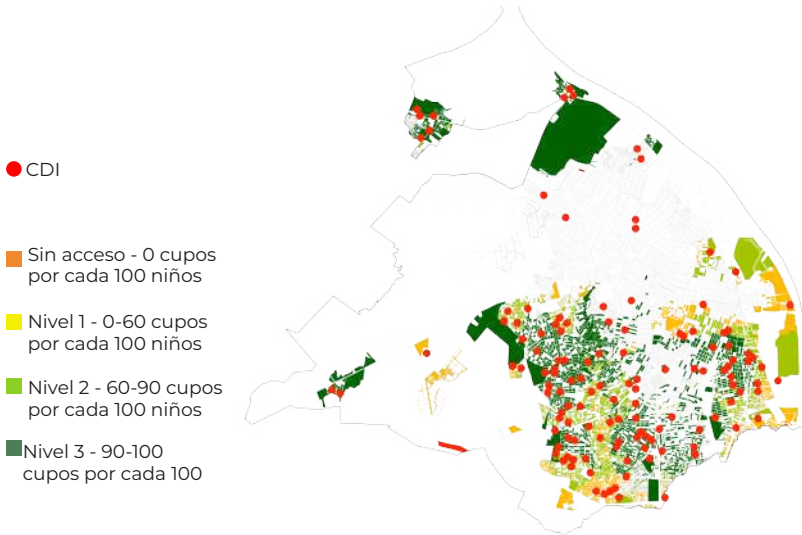 CDI
Sin acceso - 0 cupos
por cada 100 niños
Nivel 1 - 0-60 cupos
por cada 100 niños
Nivel 2 - 60-90 cupos
por cada 100 niños
Nivel 3 - 90-100
cupos por cada 100